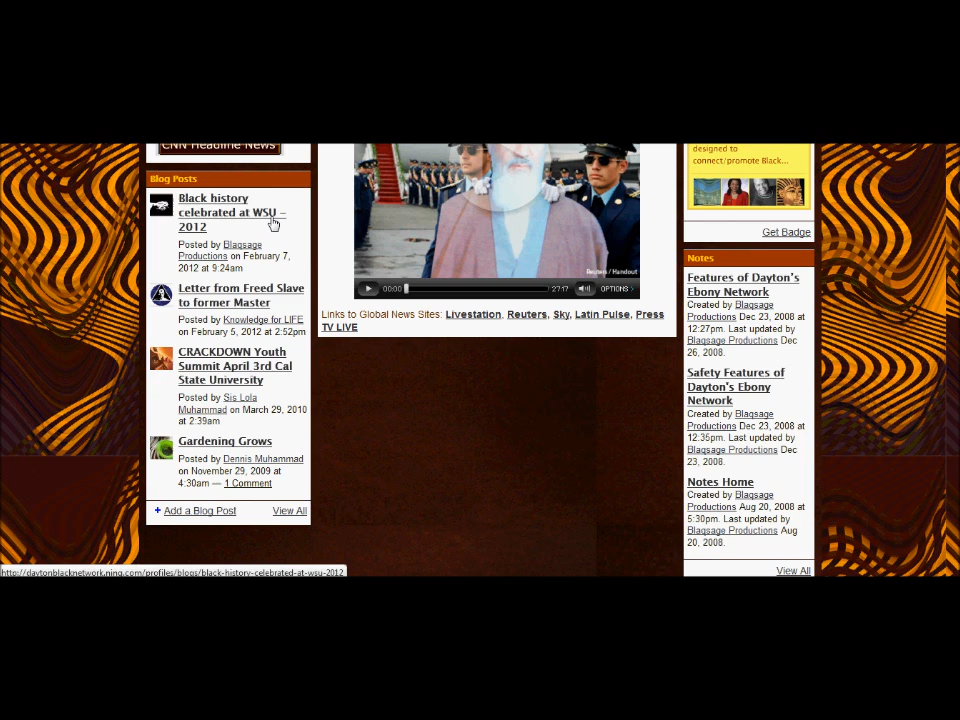 CNN Headline News
Blog Posts
Black history
celebrated at WSU –
2012
Posted by Blaqsage
Productions on February 7,
2012 at 9:24am
Letter from Freed Slave
to former Master
Posted by Knowledge for LIFE
on February 5, 2012 at 2:52pm
CRACKDOWN Youth
Summit April 3rd Cal
State University
Posted by Sis Lola
Muhammad on March 29, 2010
at 2:39am
Gardening Grows
Posted by Dennis Muhammad
on November 29, 2009 at
4:30am — 1 Comment
+ Add a Blog Post View All
Reuters / Handout
00:00 27:17 OPTIONS
Links to Global News Sites: Livestation, Reuters, Sky, Latin Pulse, Press
TV LIVE
designed to
connect/promote Black...
Get Badge
Notes
Features of Dayton's
Ebony Network
Created by Blaqsage
Productions Dec 23, 2008 at
12:27pm. Last updated by
Blaqsage Productions Dec
26, 2008.
Safety Features of
Dayton's Ebony
Network
Created by Blaqsage
Productions Dec 23, 2008 at
12:35pm. Last updated by
Blaqsage Productions Dec
23, 2008.
Notes Home
Created by Blaqsage
Productions Aug 20, 2008 at
5:30pm. Last updated by
Blaqsage Productions Aug
20, 2008.
View All
http://daytonblacknetwork.ning.com/profiles/blogs/black-history-celebrated-at-wsu-2012